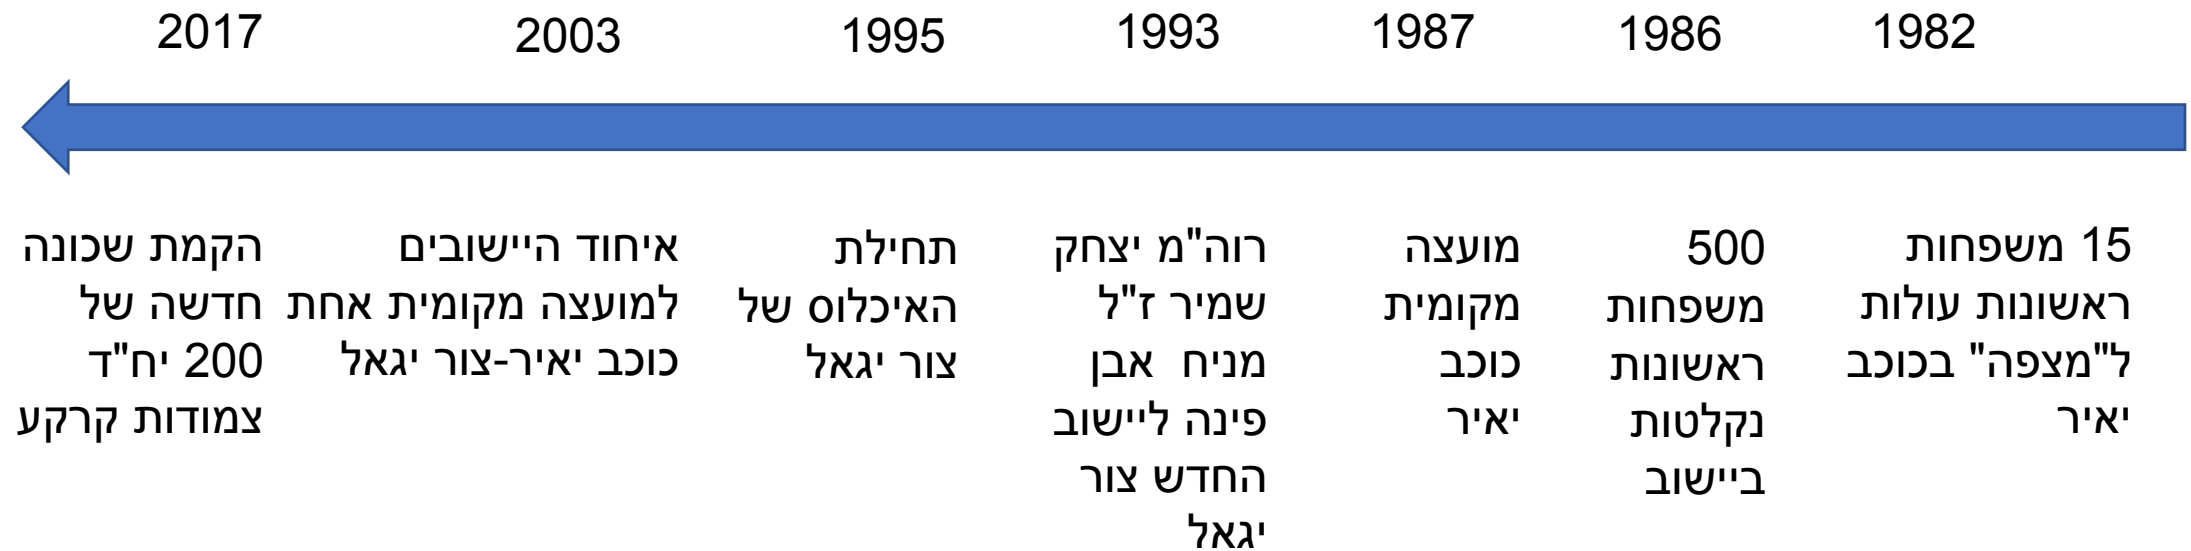 1982
1986
1987
1993
1995
2003
2017
15 משפחות
ראשונות עולות
ל"מצפה" בכוכב
יאיר
500
משפחות
ראשונות
נקלטות
ביישוב
מועצה
מקומית
כוכב
יאיר
רוה"מ יצחק
שמיר ז"ל
מניח אבן
פינה ליישוב
החדש צור
יגאל
תחילת
האיכלוס של
צור יגאל
איחוד היישובים
למועצה מקומית אחת
כוכב יאיר-צור יגאל
הקמת שכונה
חדשה של
200 יח"ד
צמודות קרקע